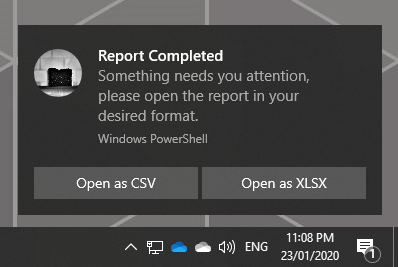 Report Completed
Something needs you attention,
please open the report in your
desired format.
Windows PowerShell
Open as CSV
Open as XLSX
ENG
11:08 PM
23/01/2020
1